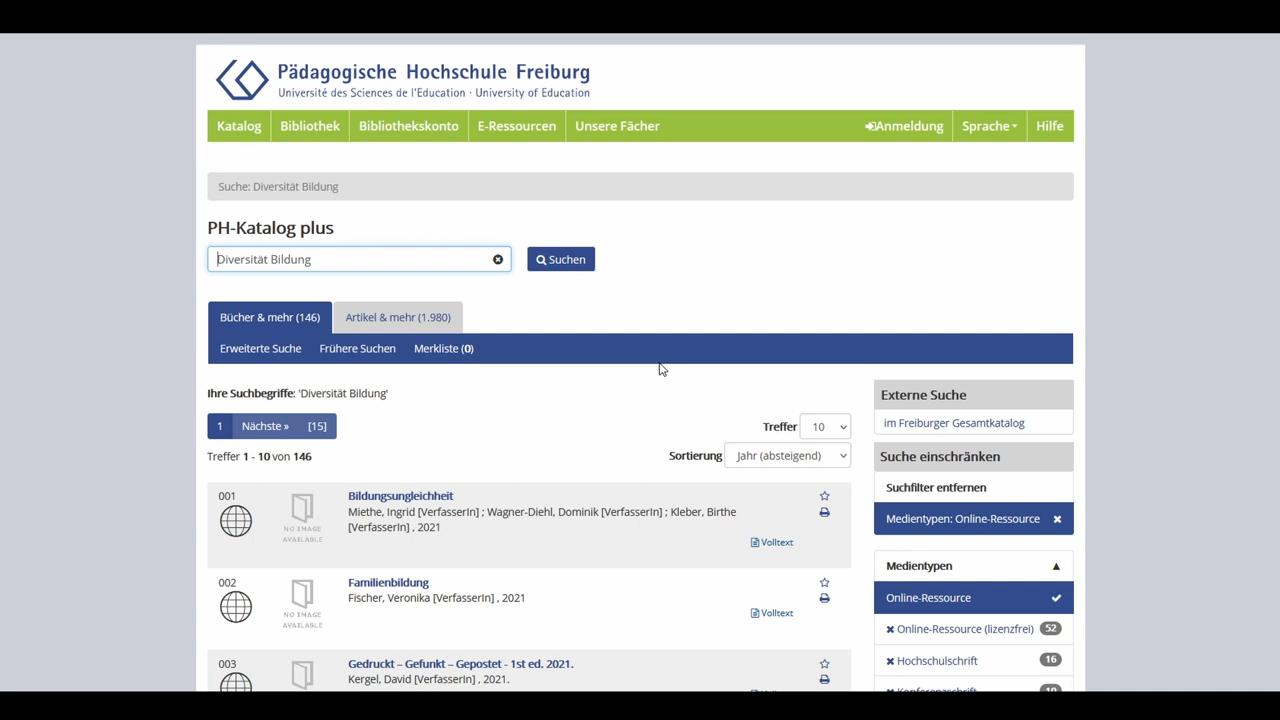 Pädagogische Hochschule Freiburg
Université des Sciences de l'Education · University of Education
Katalog Bibliothek Bibliothekskonto E-Ressourcen Unsere Fächer Anmeldung Sprache Hilfe
Suche: Diversität Bildung
PH-Katalog plus
Diversität Bildung Suchen
Bücher & mehr (146) Artikel & mehr (1.980)
Erweiterte Suche Frühere Suchen Merkliste (0)
Ihre Suchbegriffe: 'Diversität Bildung'
1 Nächste » [15]
Treffer 10
Treffer 1 - 10 von 146
Sortierung Jahr (absteigend)
001
NO IMAGE
AVAILABLE
Bildungsungleichheit
Miethe, Ingrid [VerfasserIn] ; Wagner-Diehl, Dominik [VerfasserIn] ; Kleber, Birthe
[VerfasserIn] , 2021
Volltext
002
NO IMAGE
AVAILABLE
Familienbildung
Fischer, Veronika [VerfasserIn] , 2021
Volltext
003
Gedruckt – Gefunkt – Gepostet - 1st ed. 2021.
Kergel, David [VerfasserIn] , 2021.
Externe Suche
im Freiburger Gesamtkatalog
Suche einschränken
Suchfilter entfernen
Medientypen: Online-Ressource
Medientypen ▲
Online-Ressource
Online-Ressource (lizenzfrei) 52
Hochschulschrift 16
Konferenzschrift 10